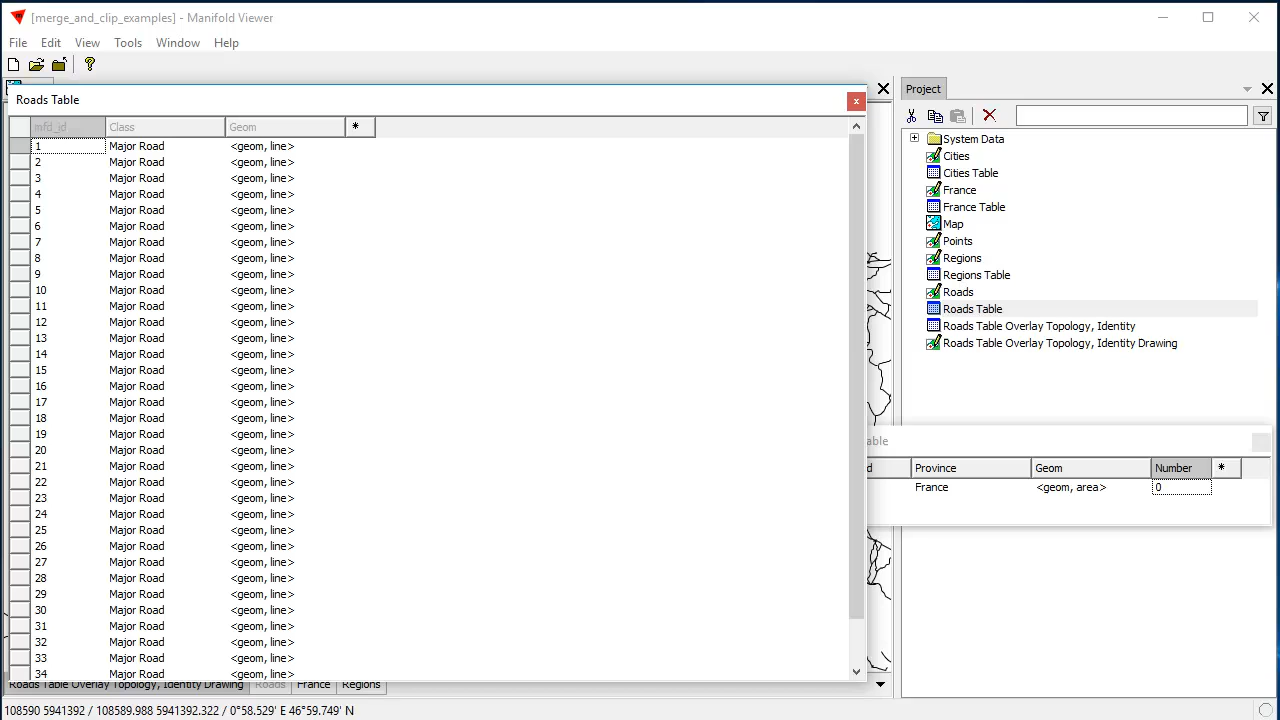 [merge_and_clip_examples] - Manifold Viewer
File Edit View Tools Window Help
Roads Table
mfd_id Class Geom *
1 Major Road <geom, line>
2 Major Road <geom, line>
3 Major Road <geom, line>
4 Major Road <geom, line>
5 Major Road <geom, line>
6 Major Road <geom, line>
7 Major Road <geom, line>
8 Major Road <geom, line>
9 Major Road <geom, line>
10 Major Road <geom, line>
11 Major Road <geom, line>
12 Major Road <geom, line>
13 Major Road <geom, line>
14 Major Road <geom, line>
15 Major Road <geom, line>
16 Major Road <geom, line>
17 Major Road <geom, line>
18 Major Road <geom, line>
19 Major Road <geom, line>
20 Major Road <geom, line>
21 Major Road <geom, line>
22 Major Road <geom, line>
23 Major Road <geom, line>
24 Major Road <geom, line>
25 Major Road <geom, line>
26 Major Road <geom, line>
27 Major Road <geom, line>
28 Major Road <geom, line>
29 Major Road <geom, line>
30 Major Road <geom, line>
31 Major Road <geom, line>
32 Major Road <geom, line>
33 Major Road <geom, line>
34 Major Road <geom, line>
Roads Table Overlay Topology, Identity Drawing Roads France Regions
Project
System Data
Cities
Cities Table
France
France Table
Map
Points
Regions
Regions Table
Roads
Roads Table
Roads Table Overlay Topology, Identity
Roads Table Overlay Topology, Identity Drawing
able
d Province Geom Number *
France <geom, area> 0
108590 5941392 / 108589.988 5941392.322 / 0°58.529' E 46°59.749' N